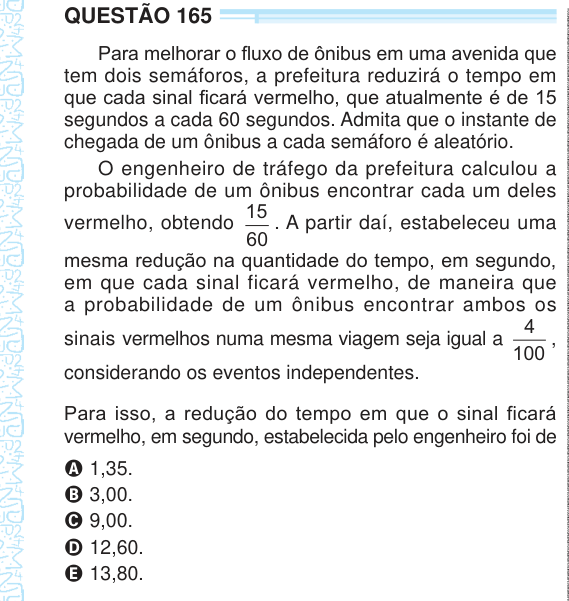 QUESTÃO 165
Para melhorar o fluxo de ônibus em uma avenida que
tem dois semáforos, a prefeitura reduzirá o tempo em
que cada sinal ficará vermelho, que atualmente é de 15
segundos a cada 60 segundos. Admita que o instante de
chegada de um ônibus a cada semáforo é aleatório.
O engenheiro de tráfego da prefeitura calculou a
probabilidade de um ônibus encontrar cada um deles
vermelho, obtendo 15/60. A partir daí, estabeleceu uma
mesma redução na quantidade do tempo, em segundo,
em que cada sinal ficará vermelho, de maneira que
a probabilidade de um ônibus encontrar ambos os
sinais vermelhos numa mesma viagem seja igual a 4/100,
considerando os eventos independentes.
Para isso, a redução do tempo em que o sinal ficará
vermelho, em segundo, estabelecida pelo engenheiro foi de
A 1,35.
B 3,00.
C 9,00.
D 12,60.
E 13,80.